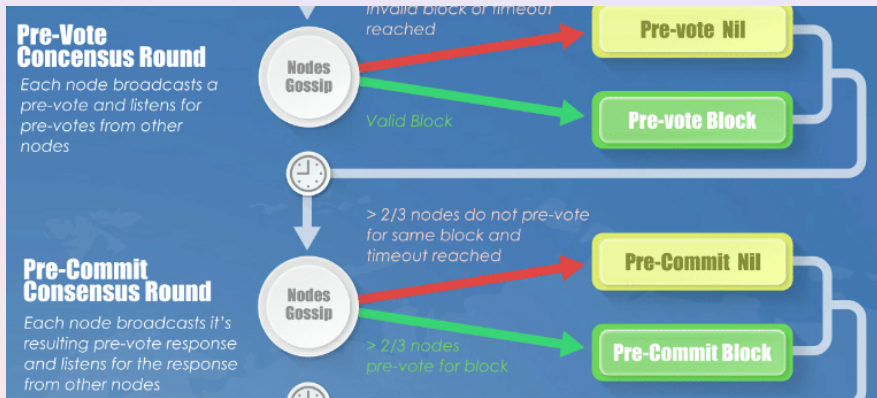 Invalid block or timeout
reached
Pre-Vote
Concensus Round
Each node broadcasts a
pre-vote and listens for
pre-votes from other
nodes
Nodes
Gossip
Pre-vote Nil
Valid Block
Pre-vote Block
> 2/3 nodes do not pre-vote
for same block and
timeout reached
Pre-Commit
Consensus Round
Each node broadcasts it's
resulting pre-vote response
and listens for the response
from other nodes
Nodes
Gossip
Pre-Commit Nil
> 2/3 nodes
pre-vote for block
Pre-Commit Block